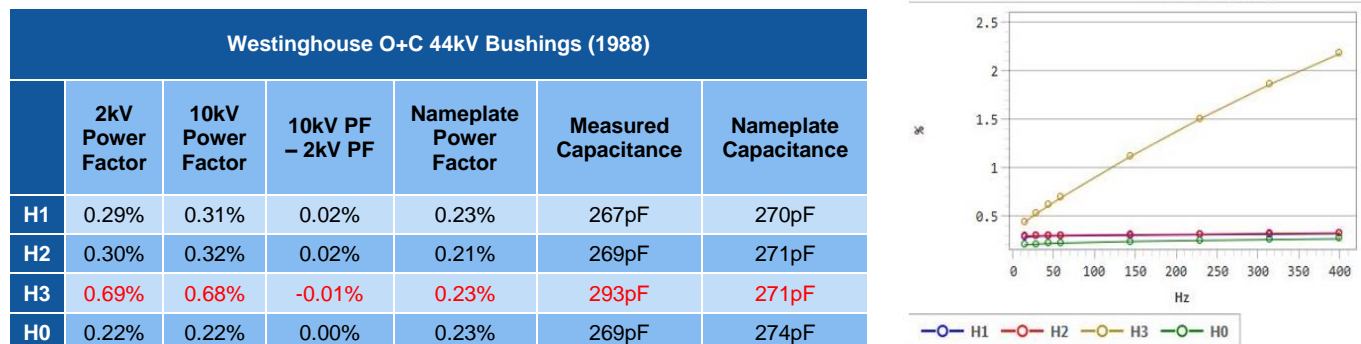 Westinghouse O+C 44kV Bushings (1988)
2kV Power Factor
10kV Power Factor
10kV PF – 2kV PF
Nameplate Power Factor
Measured Capacitance
Nameplate Capacitance
H1 0.29% 0.31% 0.02% 0.23% 267pF 270pF
H2 0.30% 0.32% 0.02% 0.21% 269pF 271pF
H3 0.69% 0.68% -0.01% 0.23% 293pF 271pF
H0 0.22% 0.22% 0.00% 0.23% 269pF 274pF
2.5
2
1.5
1
0.5
%
0 50 100 150 200 250 300 350 400
Hz
H1 H2 H3 H0